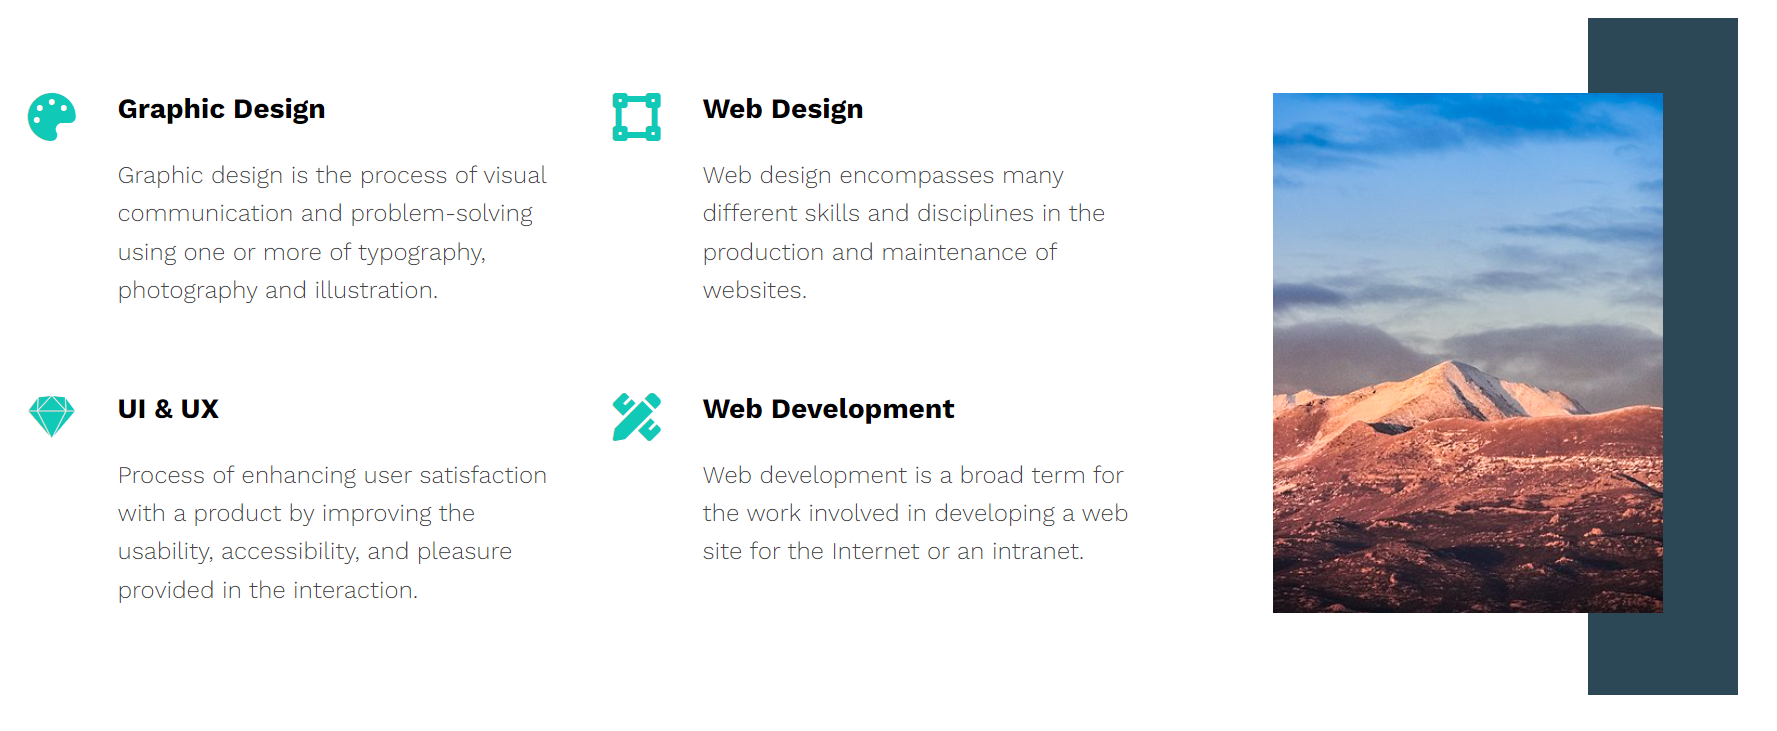 Graphic Design
Graphic design is the process of visual
communication and problem-solving
using one or more of typography,
photography and illustration.
Web Design
Web design encompasses many
different skills and disciplines in the
production and maintenance of
websites.
UI & UX
Process of enhancing user satisfaction
with a product by improving the
usability, accessibility, and pleasure
provided in the interaction.
Web Development
Web development is a broad term for
the work involved in developing a web
site for the Internet or an intranet.